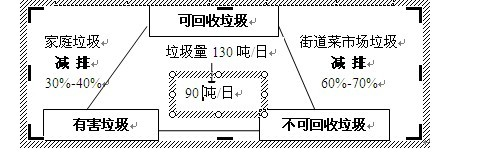 可回收垃圾
家庭垃圾
减 排
30%-40%
垃圾量 130 吨/日
90 吨/日
街道菜市场垃圾
减 排
60%-70%
有害垃圾
不可回收垃圾